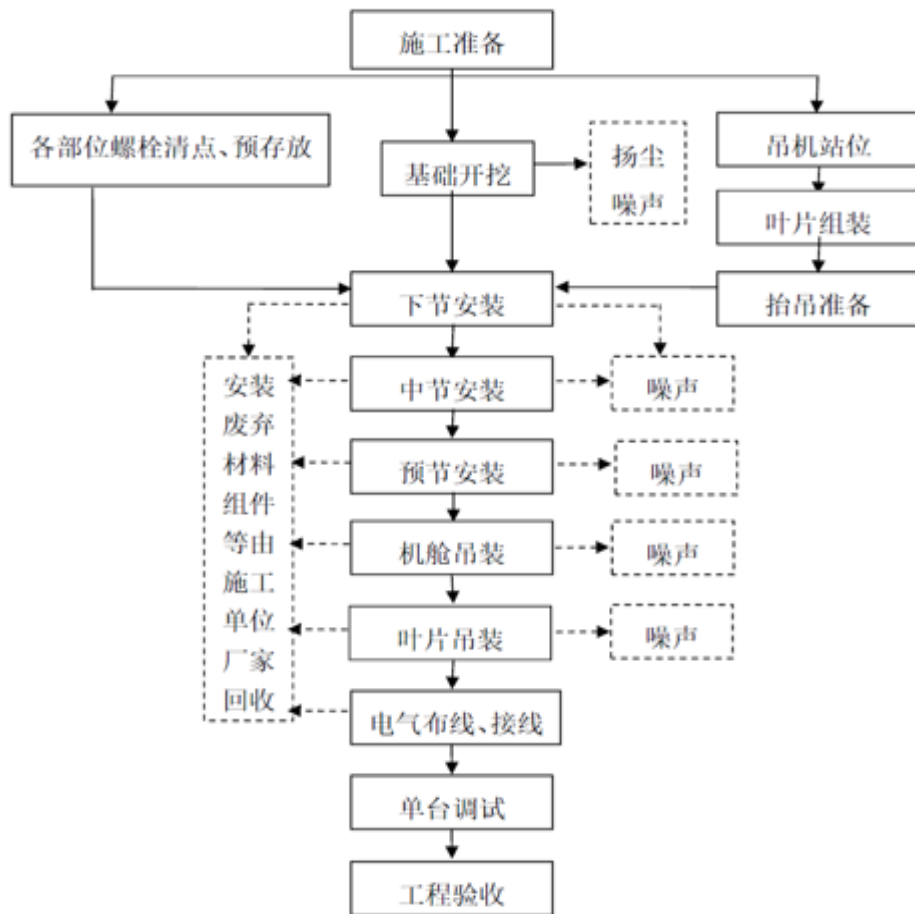 施工准备
各部位螺栓清点、预存放
基础开挖
扬尘
噪声
吊机站位
叶片组装
抬吊准备
下节安装
安装
废弃
材料
组件
等由
施工
单位
厂家
回收
中节安装
噪声
预节安装
噪声
机舱吊装
噪声
叶片吊装
噪声
电气布线、接线
单台调试
工程验收